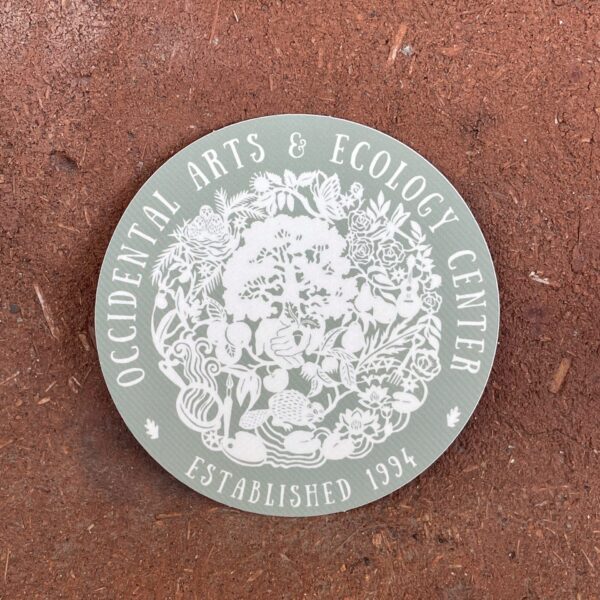 OCCIDENTAL ARTS & ECOLOGY CENTER
ESTABLISHED 1994